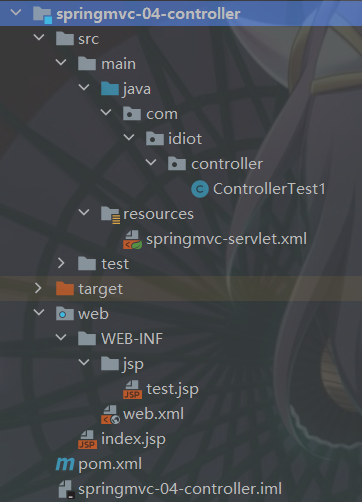 springmvc-04-controller
src
main
java
com
idiot
controller
ControllerTest1
resources
springmvc-servlet.xml
test
target
web
WEB-INF
jsp
test.jsp
web.xml
index.jsp
pom.xml
springmvc-04-controller.iml